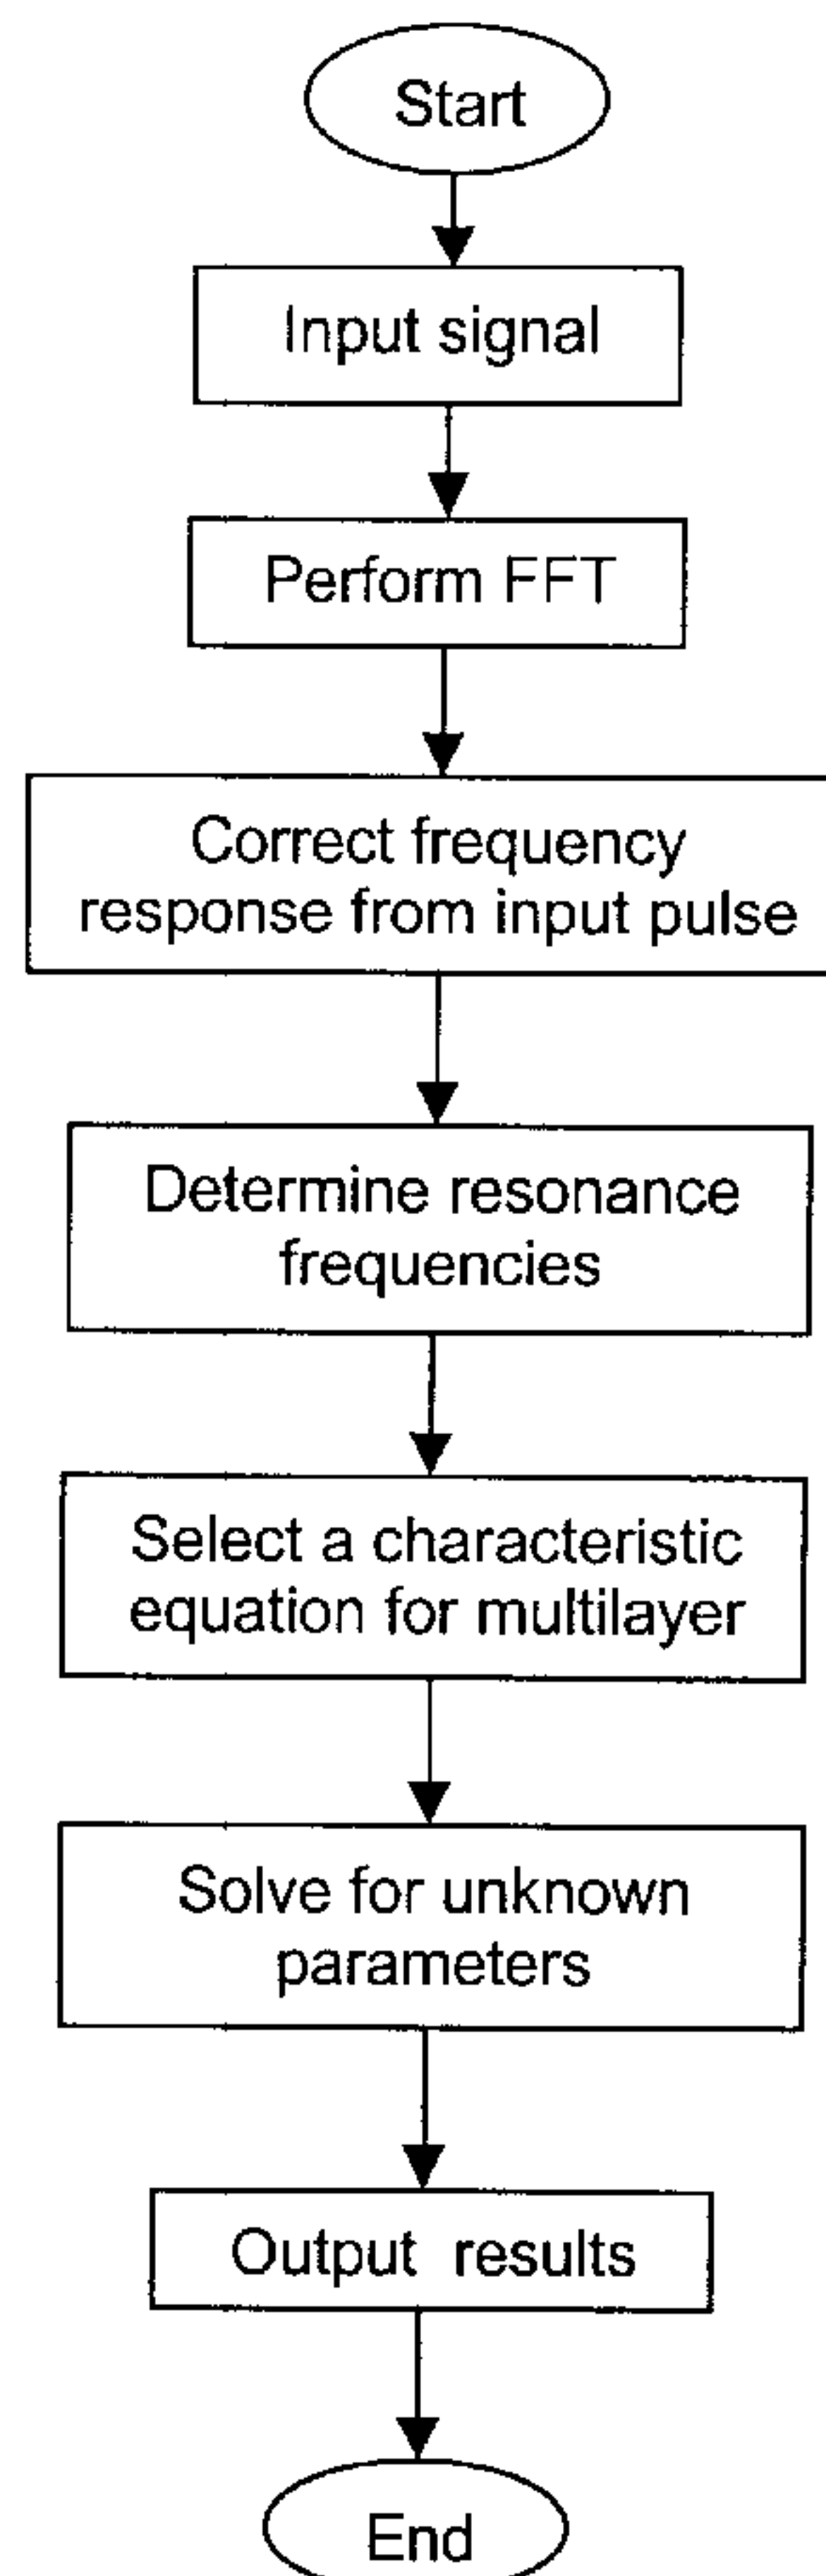 Start
Input signal
Perform FFT
Correct frequency
response from input pulse
Determine resonance
frequencies
Select a characteristic
equation for multilayer
Solve for unknown
parameters
Output results
End